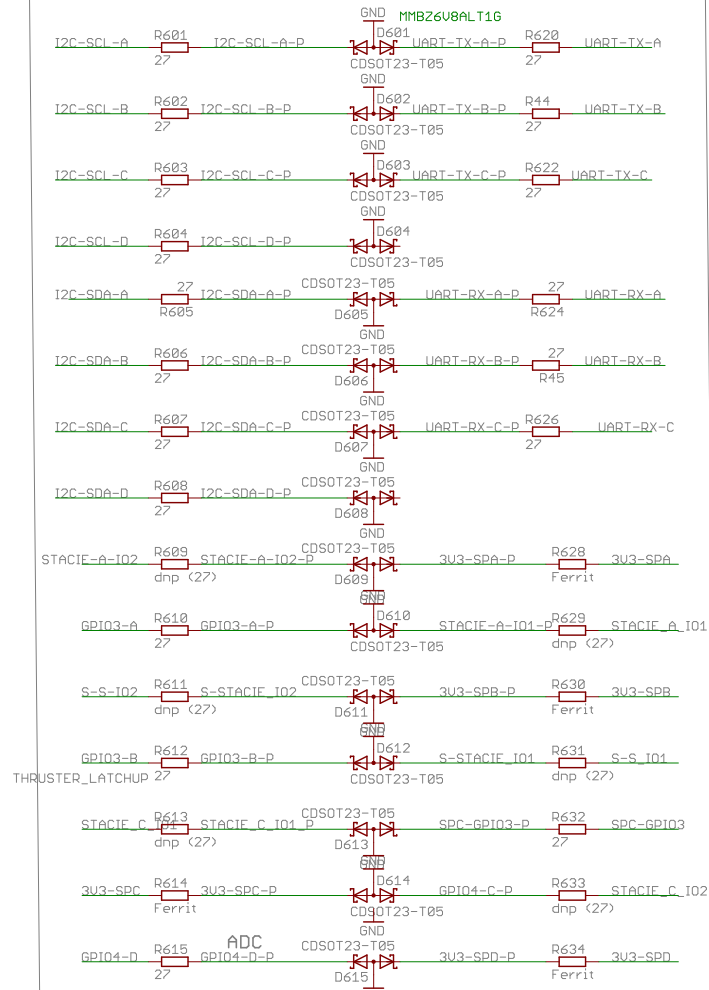 GND MMBZ6V8ALT1G
I2C-SCL-A R601 27 I2C-SCL-A-P D601 CDSOT23-T05 UART-TX-A-P R620 27 UART-TX-A
GND
I2C-SCL-B R602 27 I2C-SCL-B-P D602 CDSOT23-T05 UART-TX-B-P R44 27 UART-TX-B
GND
I2C-SCL-C R603 27 I2C-SCL-C-P D603 CDSOT23-T05 UART-TX-C-P R622 27 UART-TX-C
GND
I2C-SCL-D R604 27 I2C-SCL-D-P D604 CDSOT23-T05
I2C-SDA-A 27 R605 I2C-SDA-A-P CDSOT23-T05 D605 UART-RX-A-P 27 R624 UART-RX-A
GND
I2C-SDA-B R606 27 I2C-SDA-B-P CDSOT23-T05 D606 UART-RX-B-P 27 R45 UART-RX-B
GND
I2C-SDA-C R607 27 I2C-SDA-C-P CDSOT23-T05 D607 UART-RX-C-P R626 27 UART-RX-C
GND
I2C-SDA-D R608 27 I2C-SDA-D-P CDSOT23-T05 D608
GND
STACIE-A-IO2 R609 dnp (27) STACIE-A-IO2-P CDSOT23-T05 D609 3V3-SPA-P R628 Ferrit 3V3-SPA
GND
GND
GPIO3-A R610 27 GPIO3-A-P D610 CDSOT23-T05 STACIE-A-IO1-P R629 dnp (27) STACIE_A_IO1
S-S-IO2 R611 dnp (27) S-STACIE_IO2 CDSOT23-T05 D611 3V3-SPB-P R630 Ferrit 3V3-SPB
GND
GND
GPIO3-B R612 27 GPIO3-B-P D612 CDSOT23-T05 S-STACIE_IO1 R631 dnp (27) S-S_IO1
THRUSTER_LATCHUP
STACIE_C_IO1 R613 dnp (27) STACIE_C_IO1_P CDSOT23-T05 D613 SPC-GPIO3-P R632 27 SPC-GPIO3
GND
GND
3V3-SPC R614 Ferrit 3V3-SPC-P D614 CDSOT23-T05 GPIO4-C-P R633 dnp (27) STACIE_C_IO2
GND
ADC
GPIO4-D R615 27 GPIO4-D-P CDSOT23-T05 D615 3V3-SPD-P R634 Ferrit 3V3-SPD